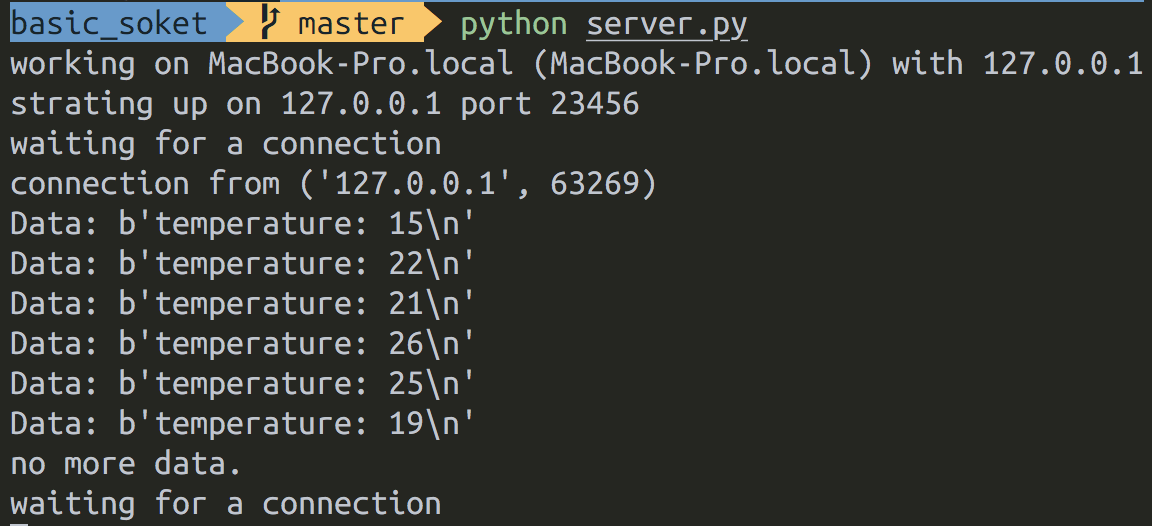 basic_soket master python server.py
working on MacBook-Pro.local (MacBook-Pro.local) with 127.0.0.1
strating up on 127.0.0.1 port 23456
waiting for a connection
connection from ('127.0.0.1', 63269)
Data: b'temperature: 15\n'
Data: b'temperature: 22\n'
Data: b'temperature: 21\n'
Data: b'temperature: 26\n'
Data: b'temperature: 25\n'
Data: b'temperature: 19\n'
no more data.
waiting for a connection